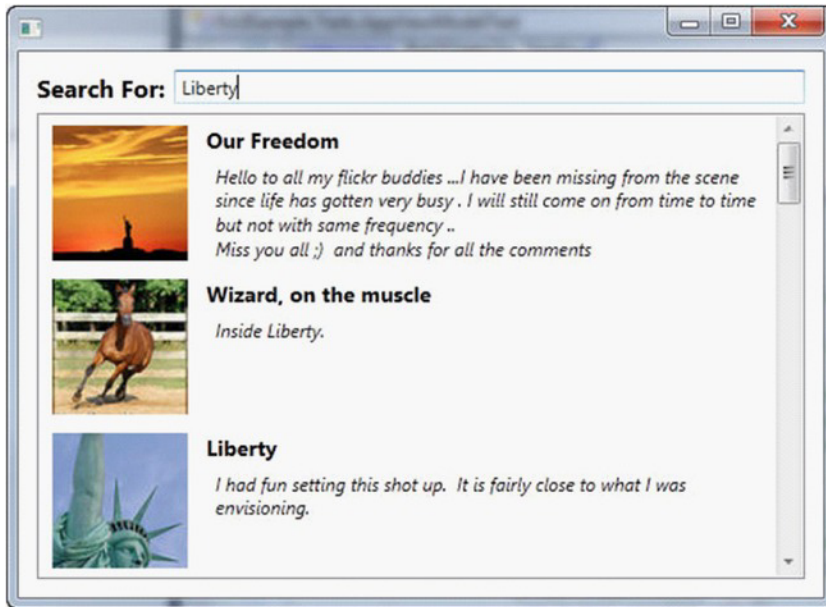 Search For: Liberty
Our Freedom
Hello to all my flickr buddies ...I have been missing from the scene
since life has gotten very busy . I will still come on from time to time
but not with same frequency ..
Miss you all ;)  and thanks for all the comments
Wizard, on the muscle
Inside Liberty.
Liberty
I had fun setting this shot up.  It is fairly close to what I was
envisioning.